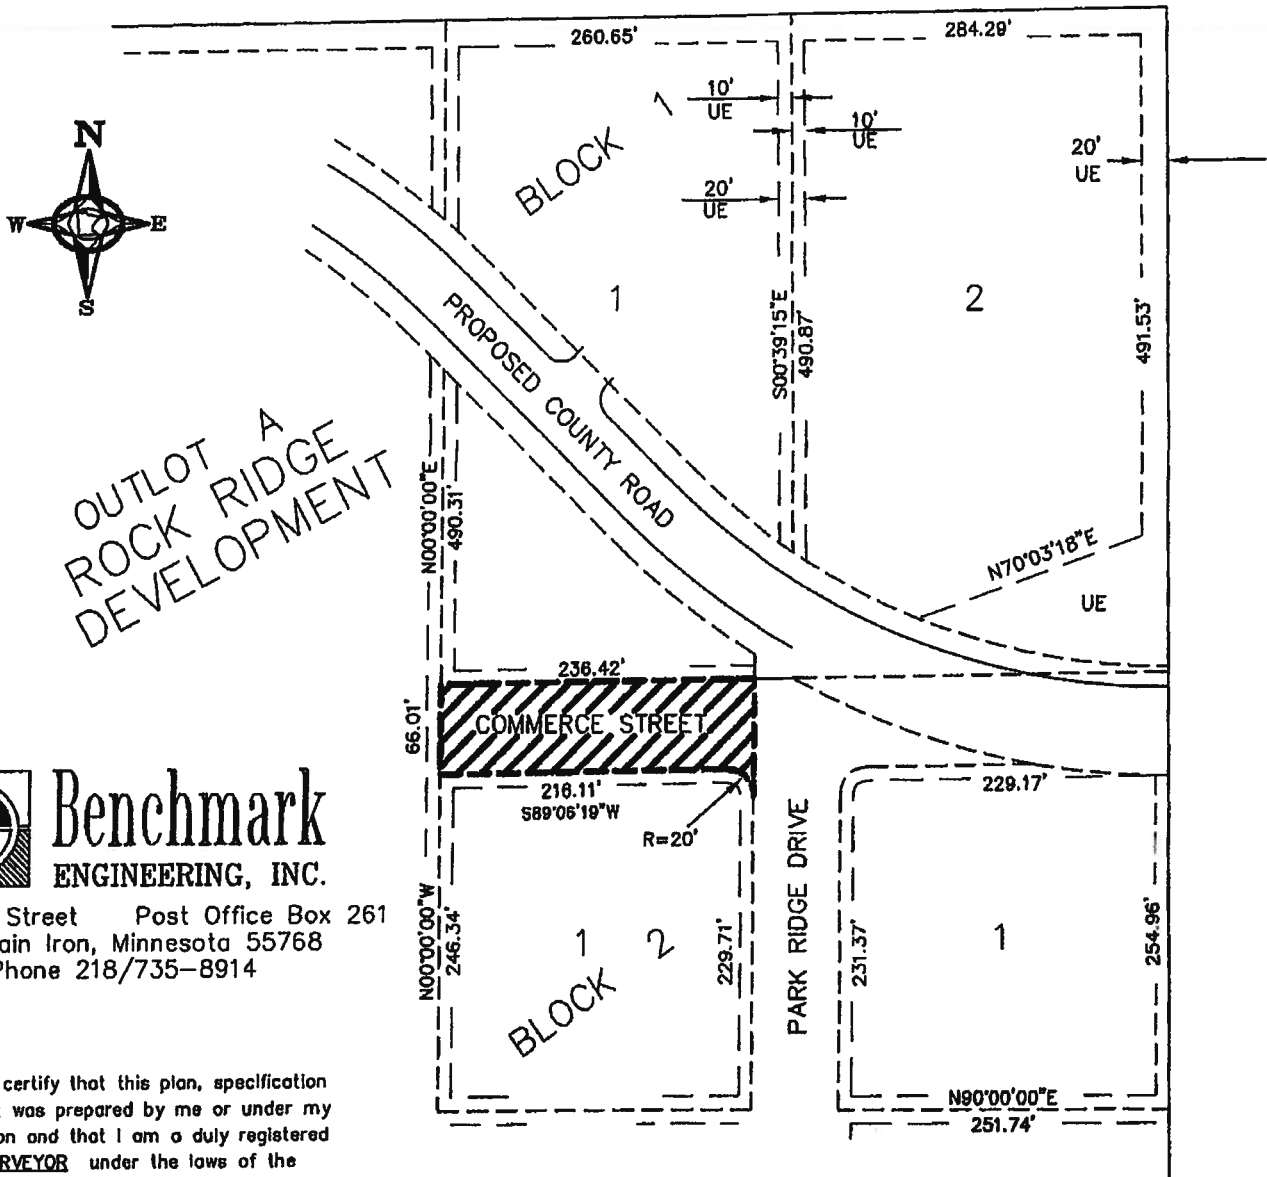 260.65'
284.29'
10'
UE
10'
UE
20'
UE
20'
UE
N
W
E
S
BLOCK 1
1
2
S00°39'15"E
490.87'
491.53'
PROPOSED COUNTY ROAD
OUTLOT A
ROCK RIDGE
DEVELOPMENT
N00°00'00"E
490.31'
N70°03'18"E
UE
236.42'
66.01'
COMMERCE STREET
216.11'
S89°06'19"W
R=20'
229.17'
Benchmark
ENGINEERING, INC.
Street Post Office Box 261
ain Iron, Minnesota 55768
Phone 218/735-8914
N00°00'00"W
246.34'
1
BLOCK 2
229.71'
PARK RIDGE DRIVE
231.37'
1
254.96'
N90°00'00"E
251.74'
certify that this plan, specification
was prepared by me or under my
on and that I am a duly registered
RVEYOR under the laws of the